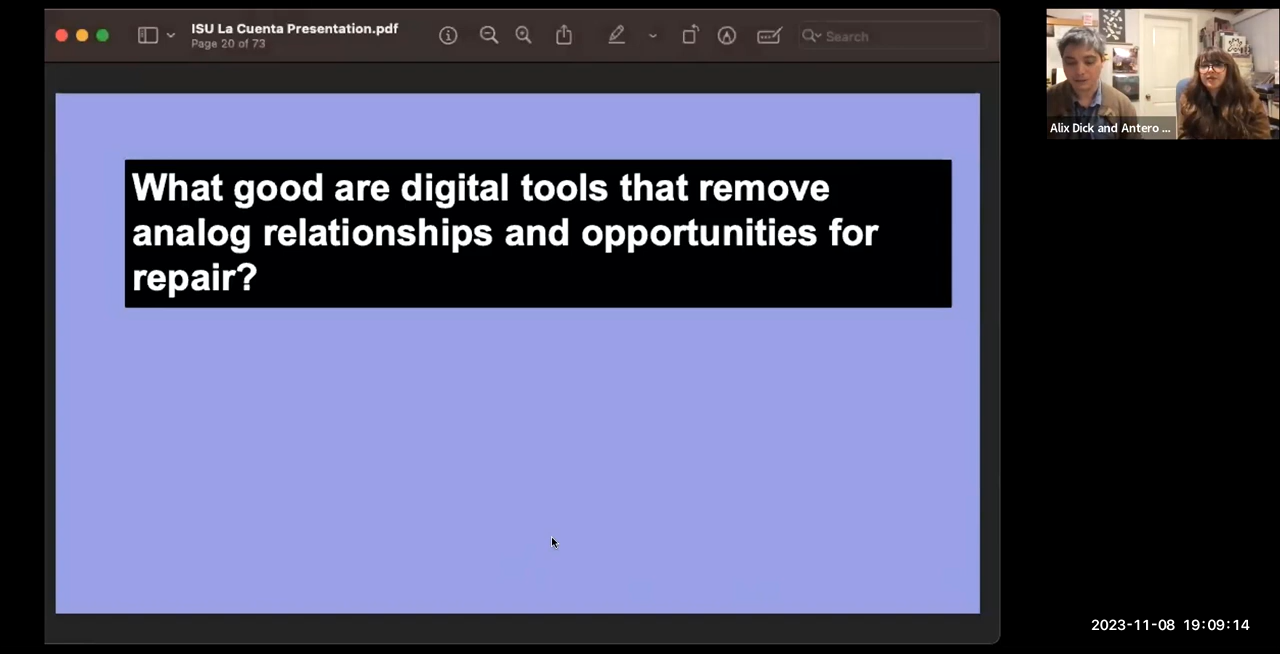 ISU La Cuenta Presentation.pdf
Page 20 of 73
Search
What good are digital tools that remove
analog relationships and opportunities for
repair?
Alix Dick and Antero ...
2023-11-08 19:09:14